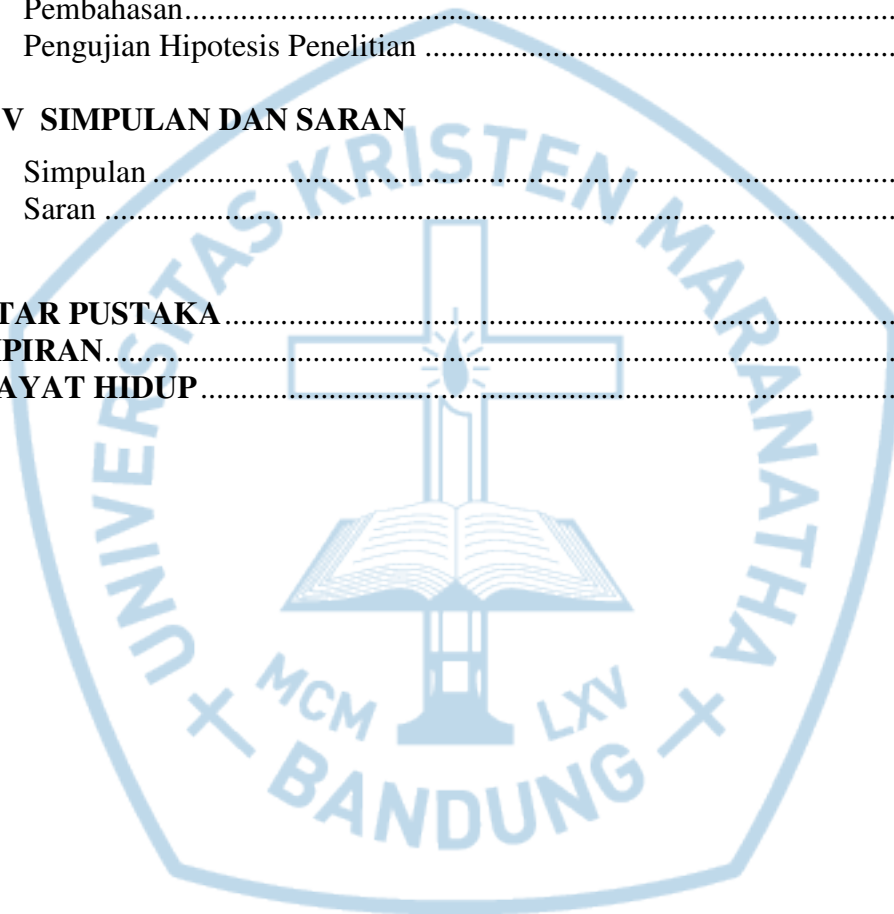 Pembahasan........................................................................................
Pengujian Hipotesis Penelitian ............................................................
V SIMPULAN DAN SARAN
Simpulan ............................................................................................
Saran ..................................................................................................
TAR PUSTAKA....................................................................................
PIRAN..................................................................................................
AYAT HIDUP.......................................................................................
UNIVERSITAS KRISTEN MARANATHA
MCM LXV
BANDUNG